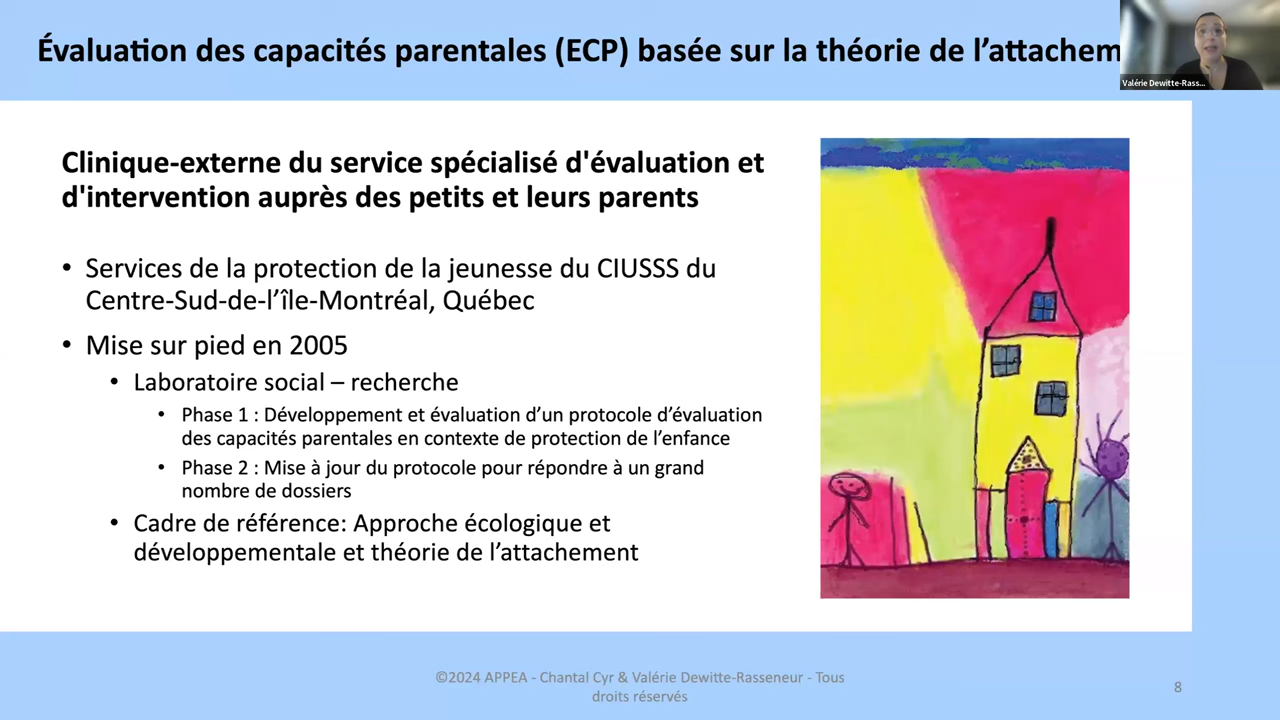 Évaluation des capacités parentales (ECP) basée sur la théorie de l'attachem
Valérie Dewitte-Rass...
Clinique-externe du service spécialisé d'évaluation et
d'intervention auprès des petits et leurs parents
• Services de la protection de la jeunesse du CIUSSS du
Centre-Sud-de-l'île-Montréal, Québec
• Mise sur pied en 2005
• Laboratoire social – recherche
• Phase 1 : Développement et évaluation d'un protocole d'évaluation
des capacités parentales en contexte de protection de l'enfance
• Phase 2 : Mise à jour du protocole pour répondre à un grand
nombre de dossiers
• Cadre de référence: Approche écologique et
développementale et théorie de l'attachement
©2024 APPEA - Chantal Cyr & Valérie Dewitte-Rasseneur - Tous
droits réservés
8